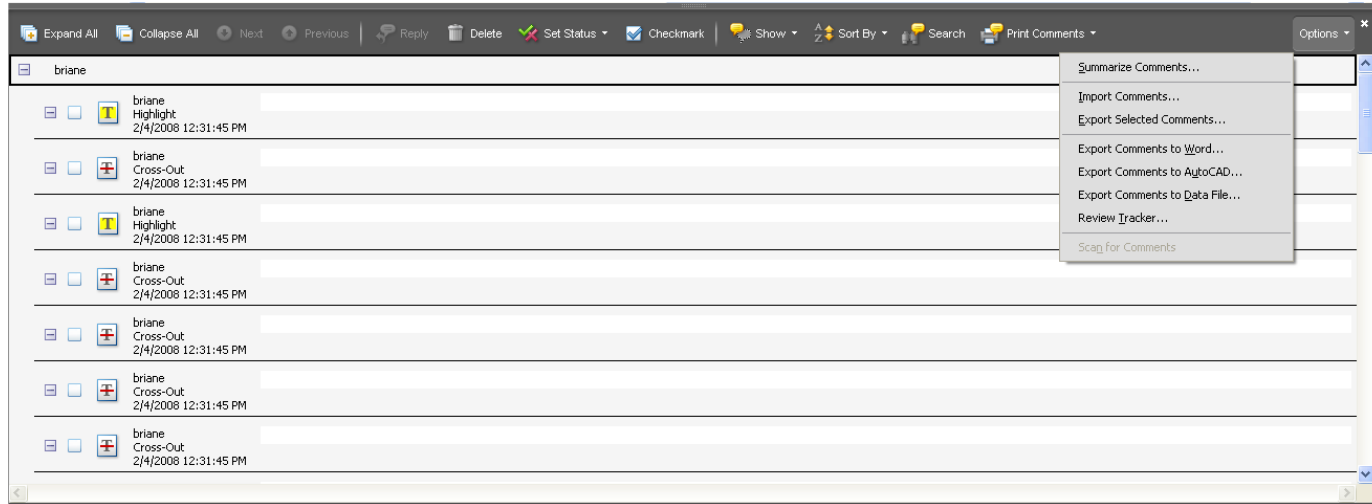 Expand All Collapse All Next Previous Reply Delete Set Status Checkmark Show Sort By Search Print Comments Options
briane
Summarize Comments...
Import Comments...
Export Selected Comments...
Export Comments to Word...
Export Comments to AutoCAD...
Export Comments to Data File...
Review Tracker...
Scan for Comments
briane
Highlight
2/4/2008 12:31:45 PM
briane
Cross-Out
2/4/2008 12:31:45 PM
briane
Highlight
2/4/2008 12:31:45 PM
briane
Cross-Out
2/4/2008 12:31:45 PM
briane
Cross-Out
2/4/2008 12:31:45 PM
briane
Cross-Out
2/4/2008 12:31:45 PM
briane
Cross-Out
2/4/2008 12:31:45 PM